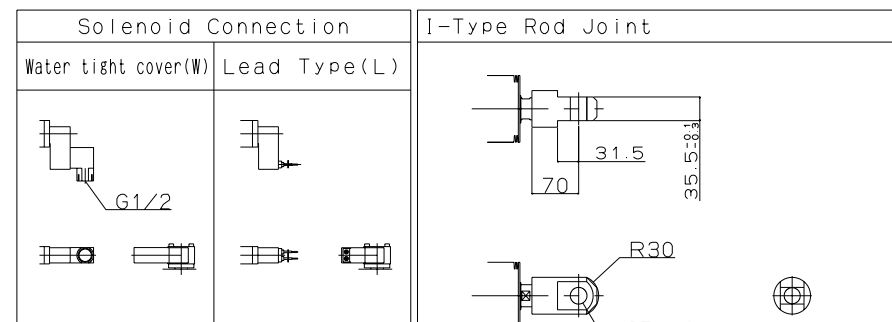 Solenoid Connection
Water tight cover(W)
Lead Type(L)
G1/2
I-Type Rod Joint
31.5
70
35.5-0.1
-0.3
R30